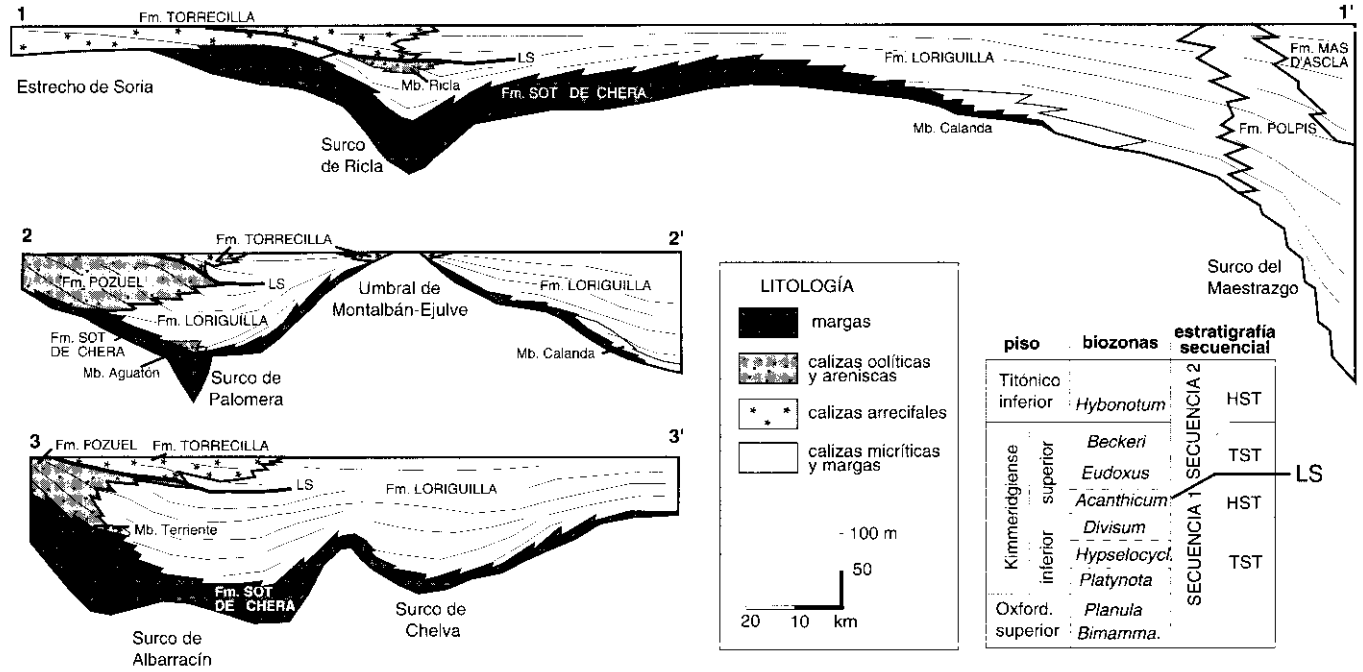 1
1'
Fm. TORRECILLA
Estrecho de Soria
LS
Mb. Ricla
Fm. SOT DE CHERA
Fm. LORIGUILLA
Fm. MAS
D'ASCLA
Mb. Calanda
Fm. POLPIS
Surco
de Ricla
Surco del
Maestrazgo
2
2'
Fm. TORRECILLA
Fm. POZUEL
LS
Fm. LORIGUILLA
Umbral de
Montalbán-Ejulve
Fm. LORIGUILLA
Fm. SOT
DE CHERA
Mb. Aguatón
Mb. Calanda
Surco de
Palomera
3
3'
Fm. POZUEL
Fm. TORRECILLA
LS
Fm. LORIGUILLA
Mb. Terriente
Fm. SOT
DE CHERA
Surco de
Chelva
Surco de
Albarracín
LITOLOGÍA
margas
calizas oolíticas
y areniscas
calizas arrecifales
calizas micríticas
y margas
100 m
50
20 10 km
piso biozonas estratigrafía
secuencial
Titónico
inferior
Hybonotum
HST
SECUENCIA 2
Kimmeridgiense
superior
Beckeri
Eudoxus
TST
LS
Acanthicum
HST
SECUENCIA 1
inferior
Divisum
Hypselocycl.
Platynota
TST
Oxford.
superior
Planula
Bimamma.